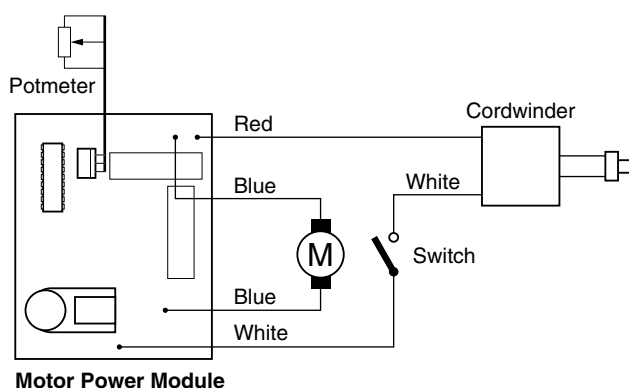 Potmeter
Cordwinder
Red
Blue
White
M
Switch
Blue
White
Motor Power Module